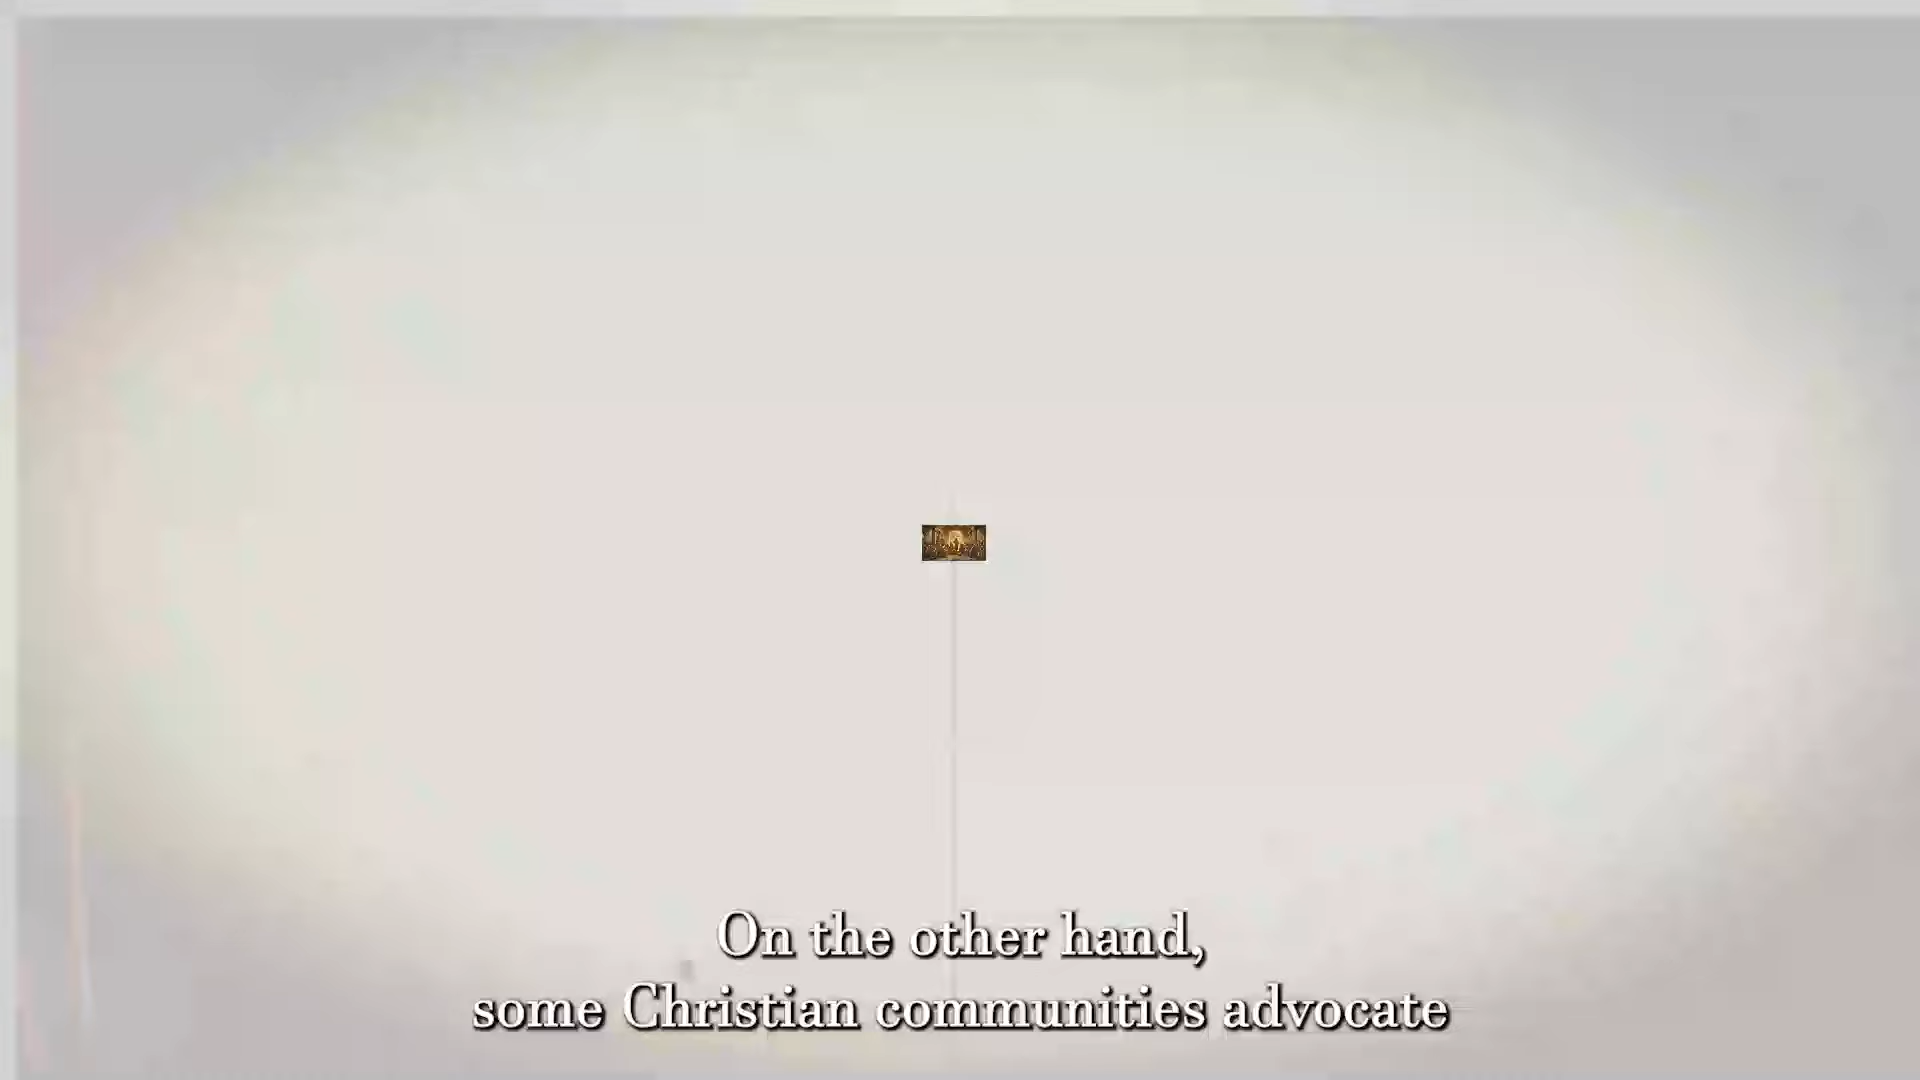 On the other hand,
some Christian communities advocate